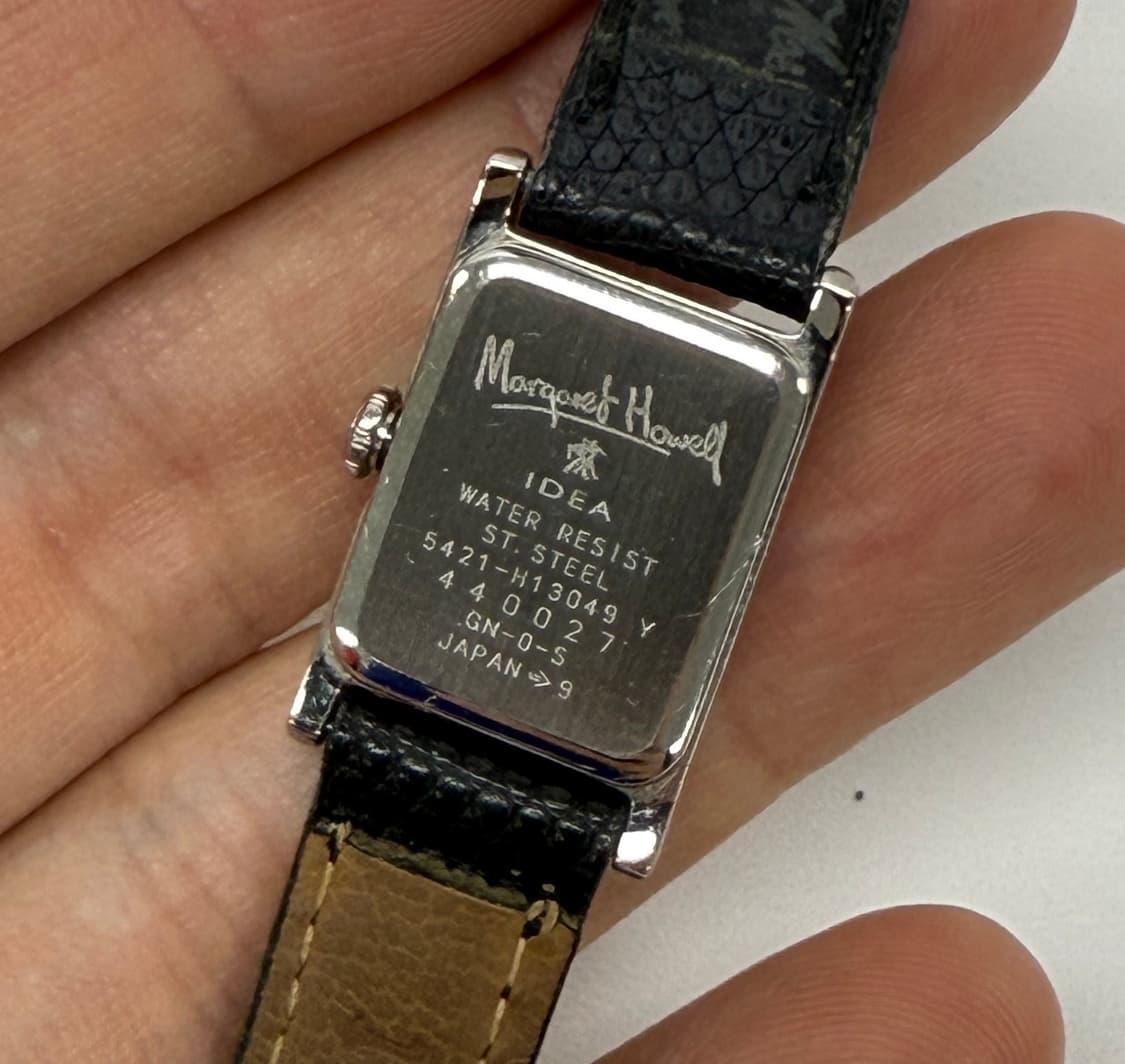 Margaret Howell
IDEA
WATER RESIST
ST. STEEL
5421-H13049 Y
440027
GN-0-S
JAPAN 9